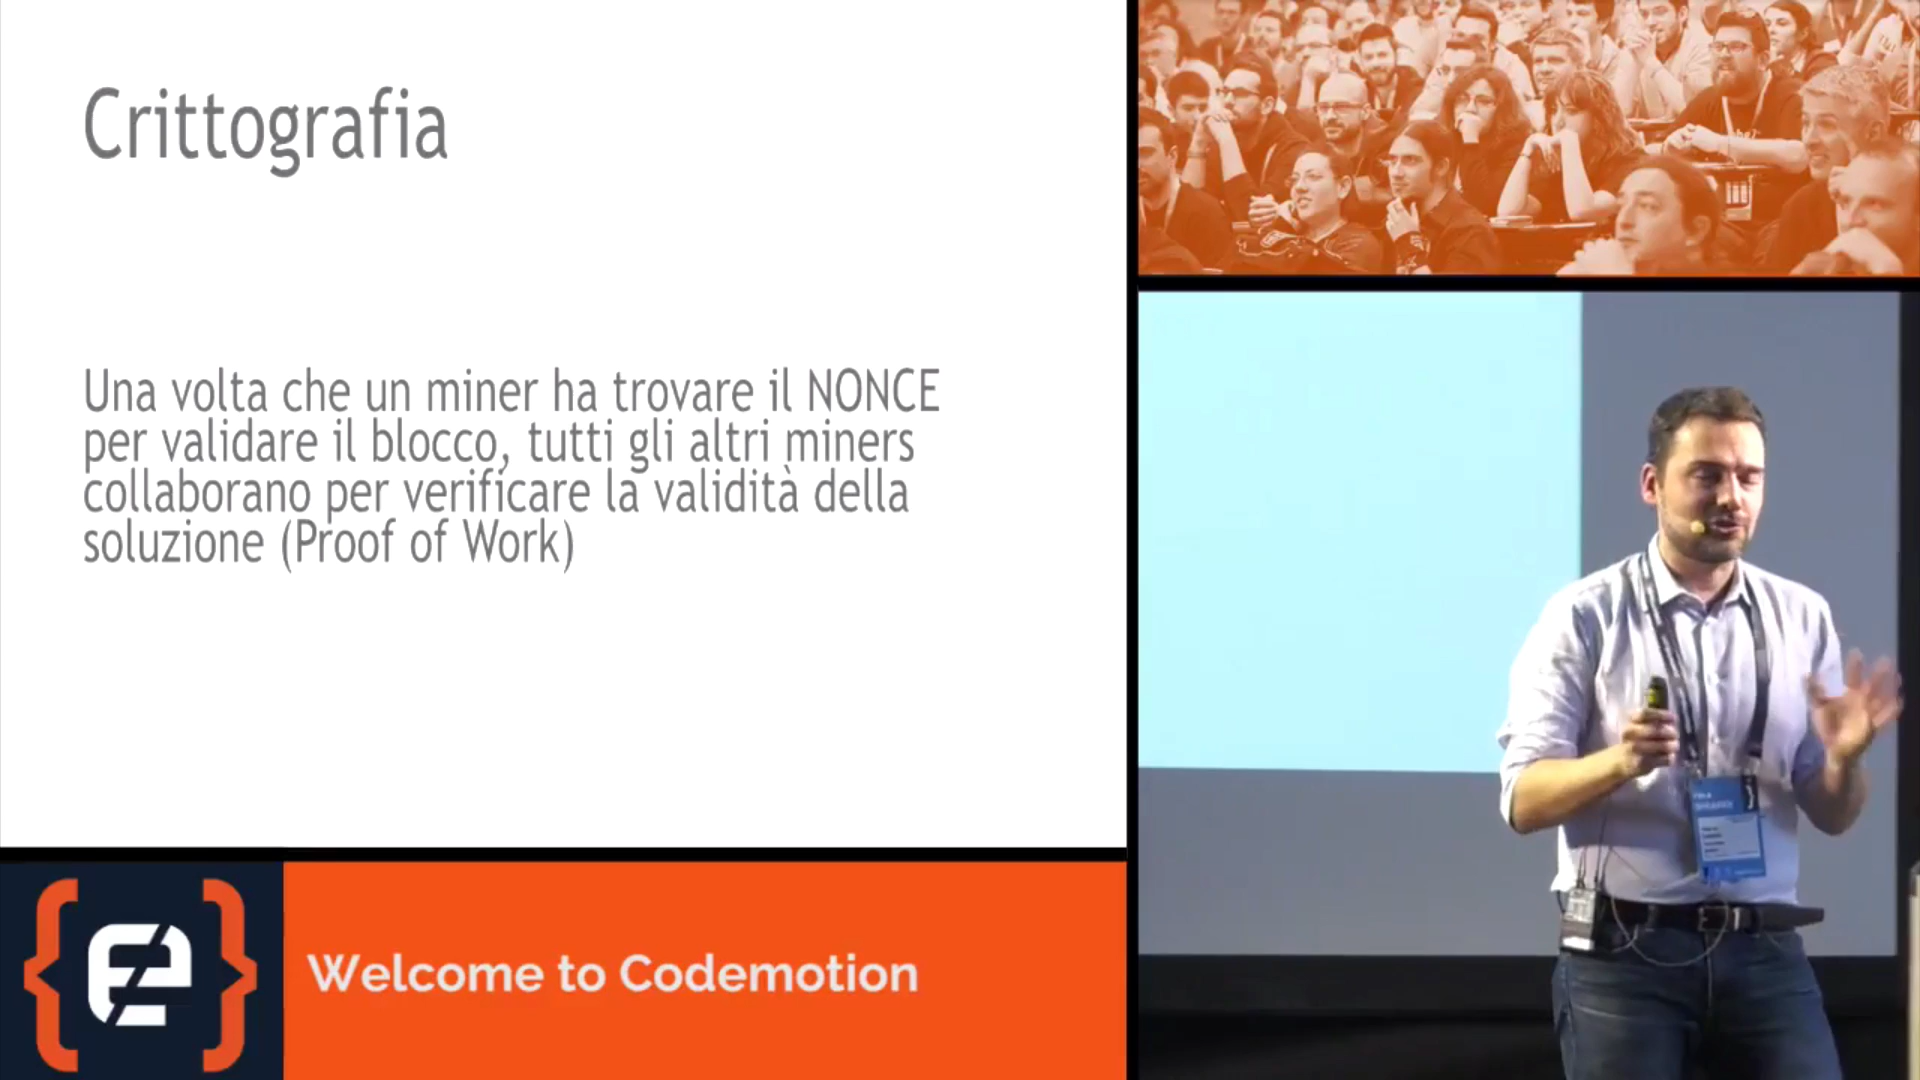 Crittografia
Una volta che un miner ha trovare il NONCE
per validare il blocco, tutti gli altri miners
collaborano per verificare la validità della
soluzione (Proof of Work)
Welcome to Codemotion